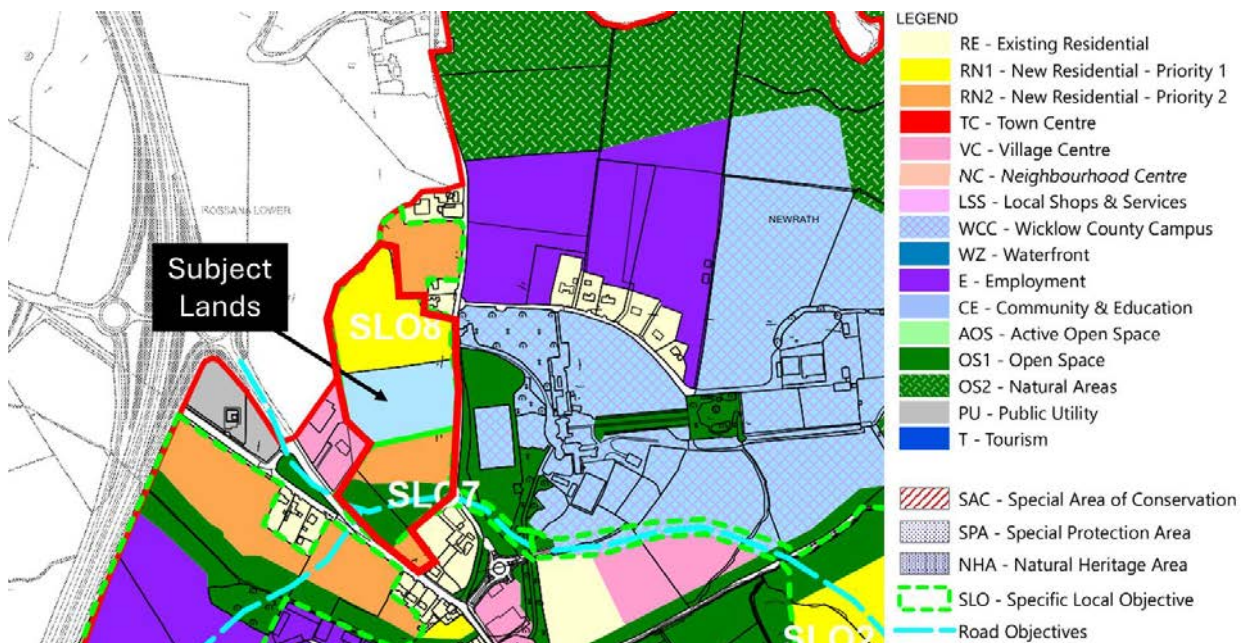 ROSSANA LOWER
Subject
Lands
SLO8
SLO7
NEWRATH
LEGEND
RE - Existing Residential
RN1 - New Residential - Priority 1
RN2 - New Residential - Priority 2
TC - Town Centre
VC - Village Centre
NC - Neighbourhood Centre
LSS - Local Shops & Services
WCC - Wicklow County Campus
WZ - Waterfront
E - Employment
CE - Community & Education
AOS - Active Open Space
OS1 - Open Space
OS2 - Natural Areas
PU - Public Utility
T - Tourism
SAC - Special Area of Conservation
SPA - Special Protection Area
NHA - Natural Heritage Area
SLO - Specific Local Objective
Road Objectives